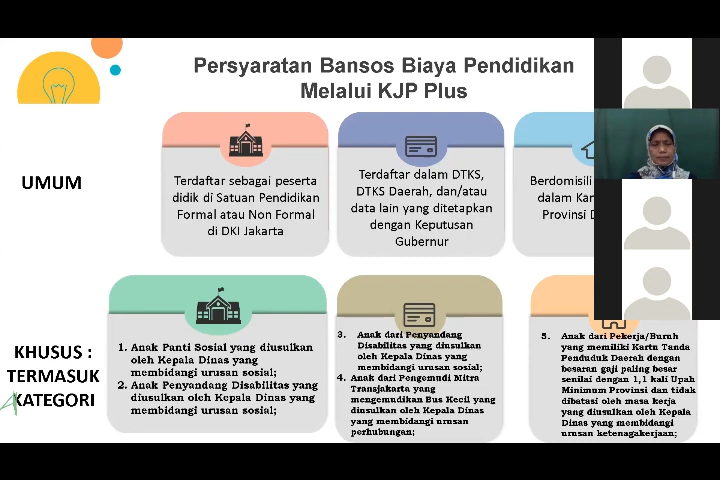 Persyaratan Bansos Biaya Pendidikan
Melalui KJP Plus
UMUM
Terdaftar sebagai peserta
didik di Satuan Pendidikan
Formal atau Non Formal
di DKI Jakarta
Terdaftar dalam DTKS,
DTKS Daerah, dan/atau
data lain yang ditetapkan
dengan Keputusan
Gubernur
Berdomisili
dalam
Provinsi
KHUSUS :
TERMASUK
KATEGORI
1. Anak Panti Sosial yang diusulkan
oleh Kepala Dinas yang
membidangi urusan sosial;
2. Anak Penyandang Disabilitas yang
diusulkan oleh Kepala Dinas yang
membidangi urusan sosial;
3. Anak dari Penyandang
Disabilitas yang diusulkan
oleh Kepala Dinas yang
membidangi urusan sosial;
4. Anak dari Pengemudi Mitra
Transjakarta yang
mengemudikan Bus Kecil yang
diusulkan oleh Kepala Dinas
yang membidangi urusan
perhubungan;
5. Anak dari Pekerja/Buruh
yang memiliki Kartu Tanda
Penduduk Daerah dengan
besaran gaji paling besar
senilai dengan 1,1 kali Upah
Minimum Provinsi dan tidak
dibatasi oleh masa kerja
yang diusulkan oleh Kepala
Dinas yang membidangi
urusan ketenagakerjaan;